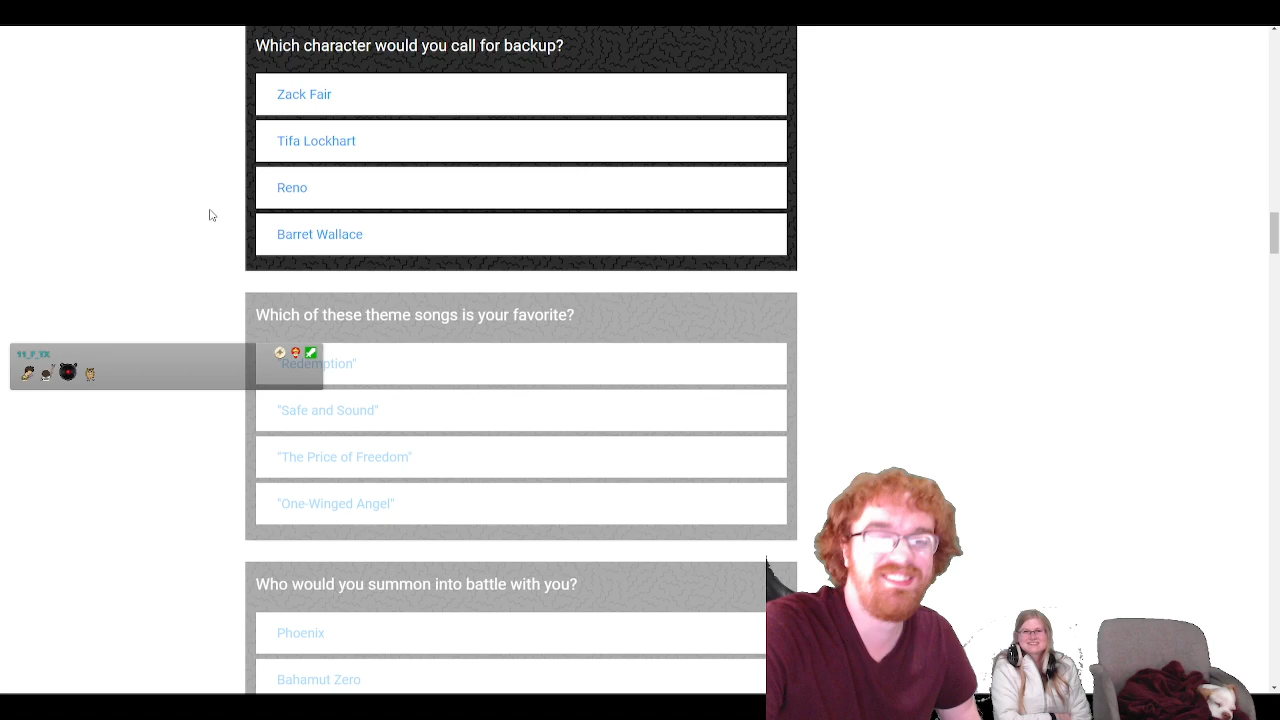 Which character would you call for backup?
Zack Fair
Tifa Lockhart
Reno
Barret Wallace
Which of these theme songs is your favorite?
11_F_TX
"Redemption"
"Safe and Sound"
"The Price of Freedom"
"One-Winged Angel"
Who would you summon into battle with you?
Phoenix
Bahamut Zero